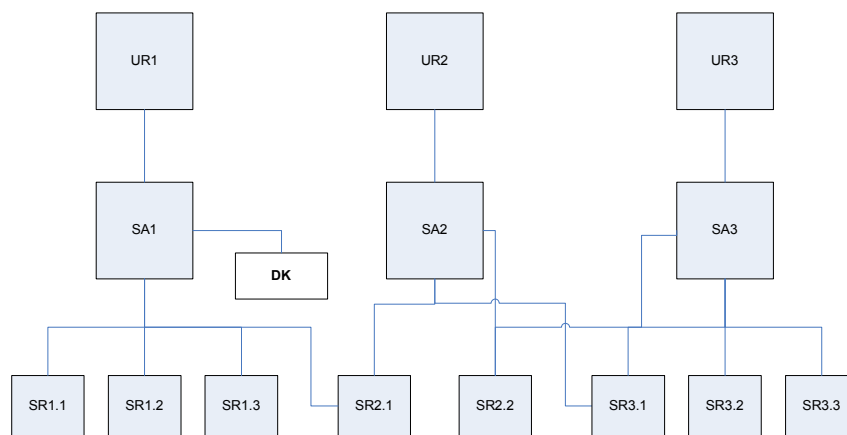 UR1
UR2
UR3
SA1
SA2
SA3
DK
SR1.1
SR1.2
SR1.3
SR2.1
SR2.2
SR3.1
SR3.2
SR3.3